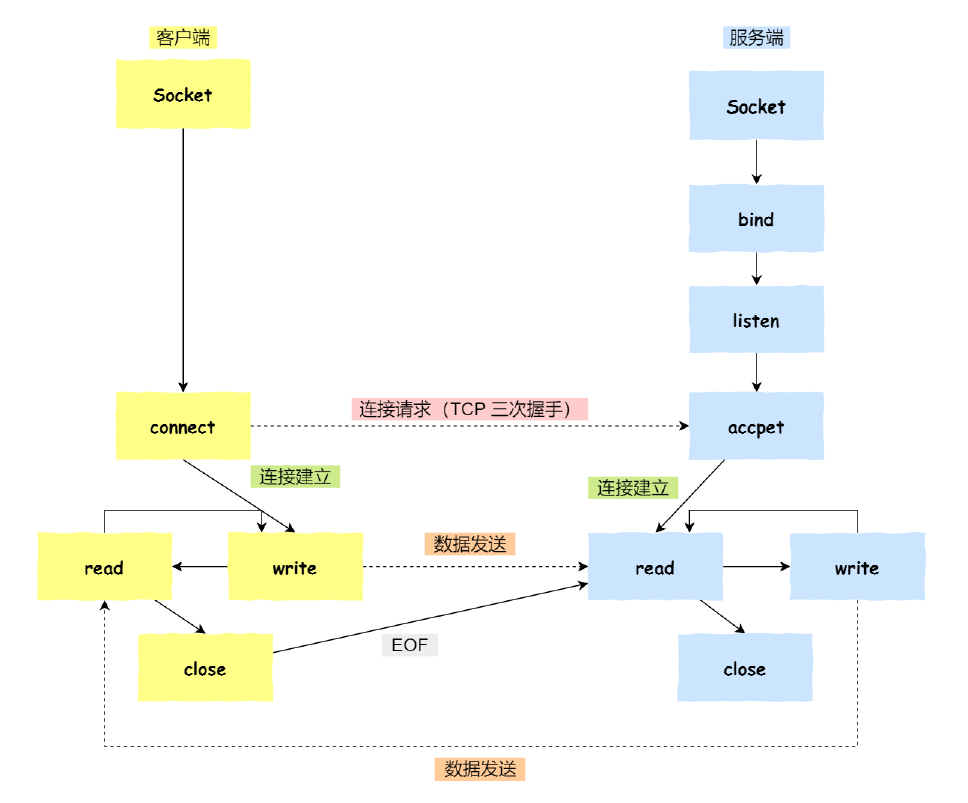 客户端
服务端
Socket
Socket
bind
listen
connect
连接请求（TCP 三次握手）
accpet
连接建立
连接建立
数据发送
read
write
read
write
EOF
close
close
数据发送